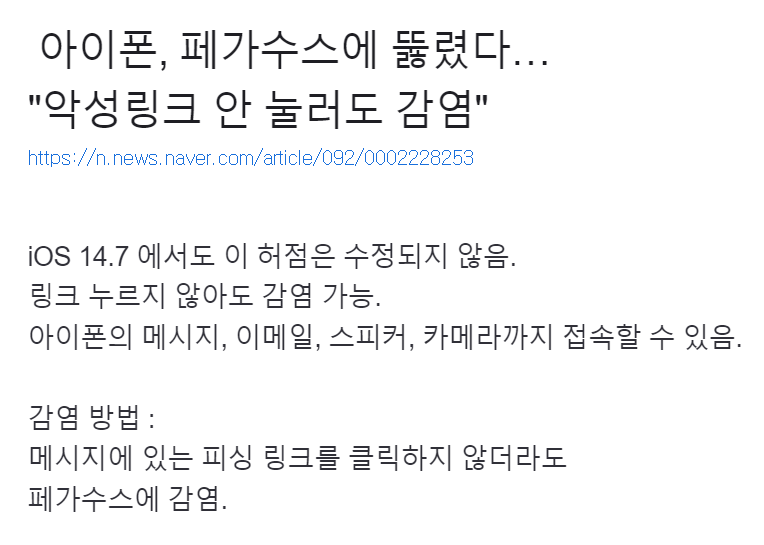 아이폰, 페가수스에 뚫렸다…
"악성링크 안 눌러도 감염"
https://n.news.naver.com/article/092/0002228253
iOS 14.7 에서도 이 허점은 수정되지 않음.
링크 누르지 않아도 감염 가능.
아이폰의 메시지, 이메일, 스피커, 카메라까지 접속할 수 있음.
감염 방법 :
메시지에 있는 피싱 링크를 클릭하지 않더라도
페가수스에 감염.